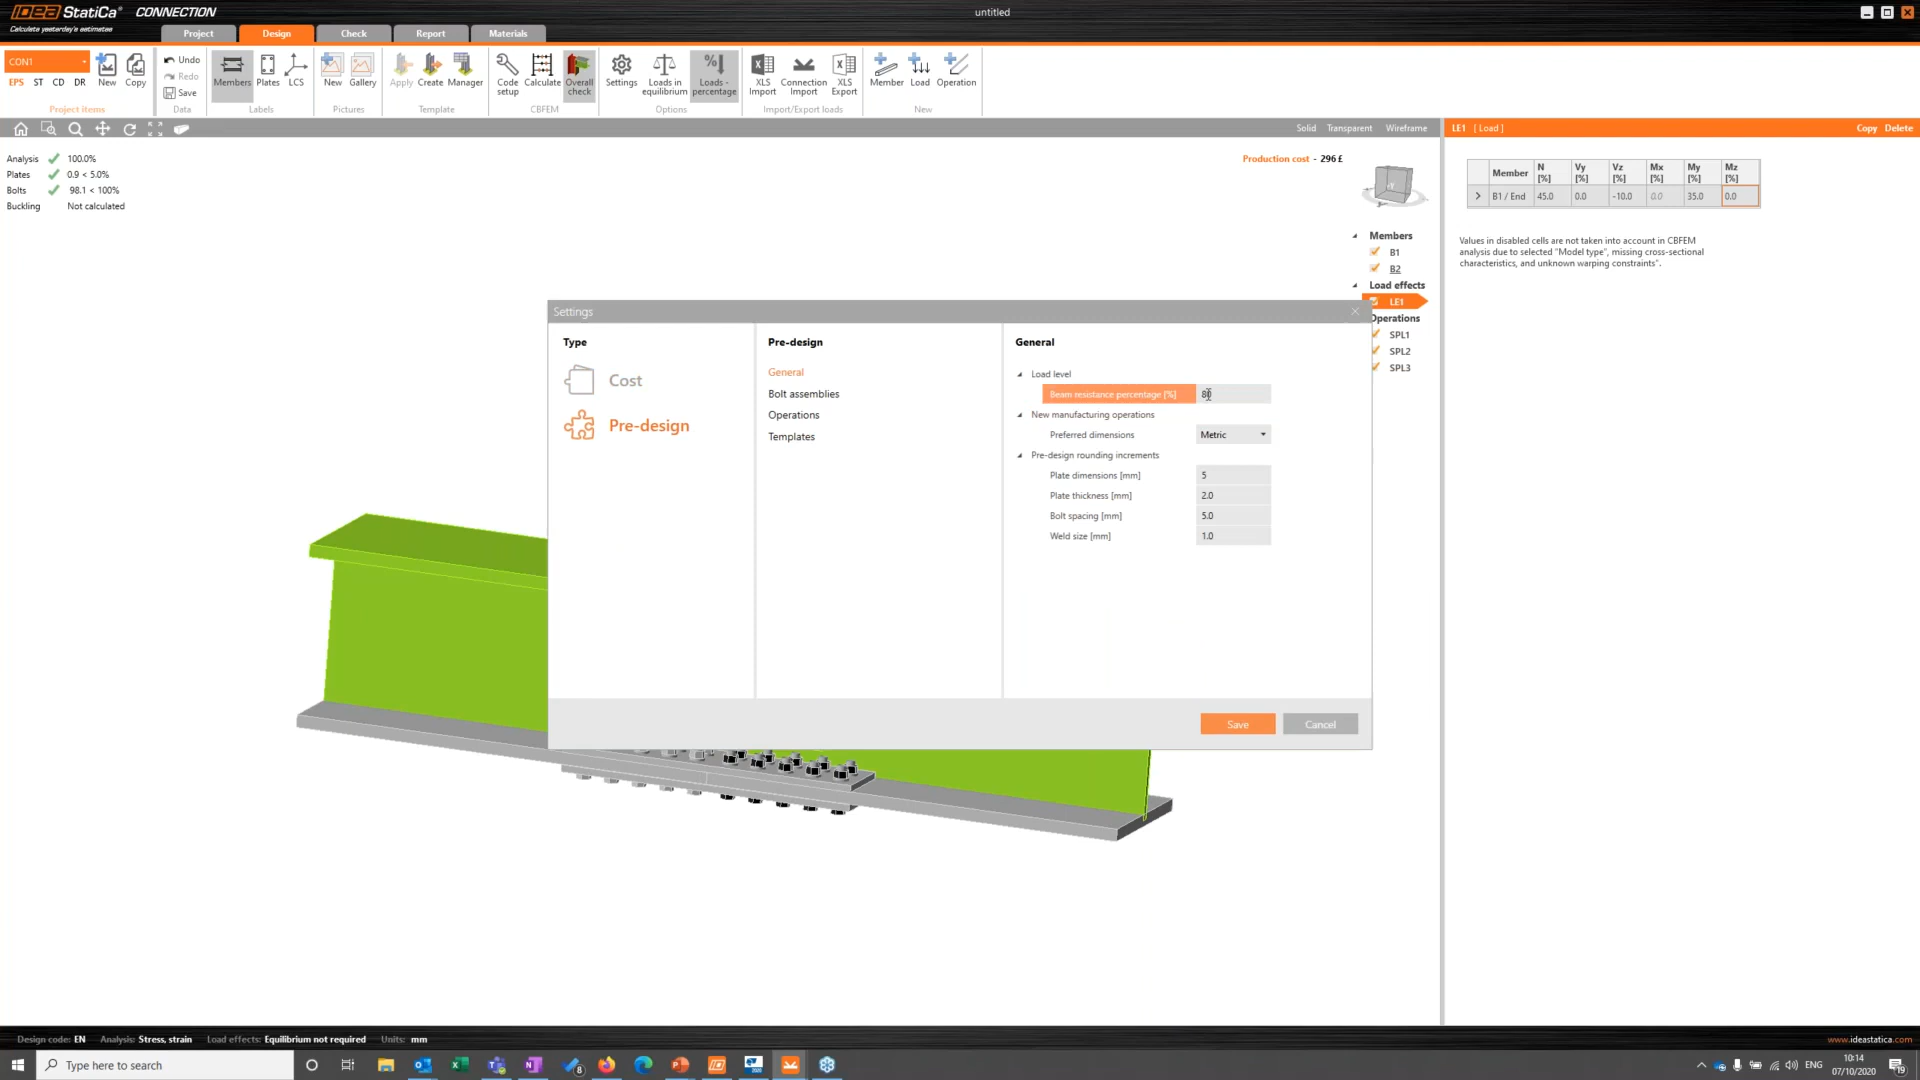 IDEA StatiCa® CONNECTION
Calculate yesterday's estimates
untitled
Project Design Check Report Materials
CON1
EPS ST CD DR
New Copy
Project items
Undo
Redo
Save
Data
Members Plates LCS
Labels
New Gallery
Pictures
Apply Create Manager
Template
Code setup Calculate Overall check
CBFEM
Settings Loads in equilibrium Loads - percentage
Options
XLS Import Connection Import XLS Export
Import/Export loads
Member Load Operation
New
Solid Transparent Wireframe
LE1 [ Load ] Copy Delete
Analysis 100.0%
Plates 0.9 < 5.0%
Bolts 98.1 < 100%
Buckling Not calculated
Production cost - 296 £
Members
B1
B2
Load effects
LE1
Operations
SPL1
SPL2
SPL3
Member N [%] Vy [%] Vz [%] Mx [%] My [%] Mz [%]
> B1 / End 45.0 0.0 -10.0 0.0 35.0 0.0
Values in disabled cells are not taken into account in CBFEM
analysis due to selected "Model type", missing cross-sectional
characteristics, and unknown warping constraints".
Settings
Type
Cost
Pre-design
Pre-design
General
Bolt assemblies
Operations
Templates
General
Load level
Beam resistance percentage [%] 80
New manufacturing operations
Preferred dimensions Metric
Pre-design rounding increments
Plate dimensions [mm] 5
Plate thickness [mm] 2.0
Bolt spacing [mm] 5.0
Weld size [mm] 1.0
Save Cancel
Design code: EN Analysis: Stress, strain Load effects: Equilibrium not required Units: mm
www.ideastatica.com
Type here to search
8
ENG
10:14
07/10/2020
19